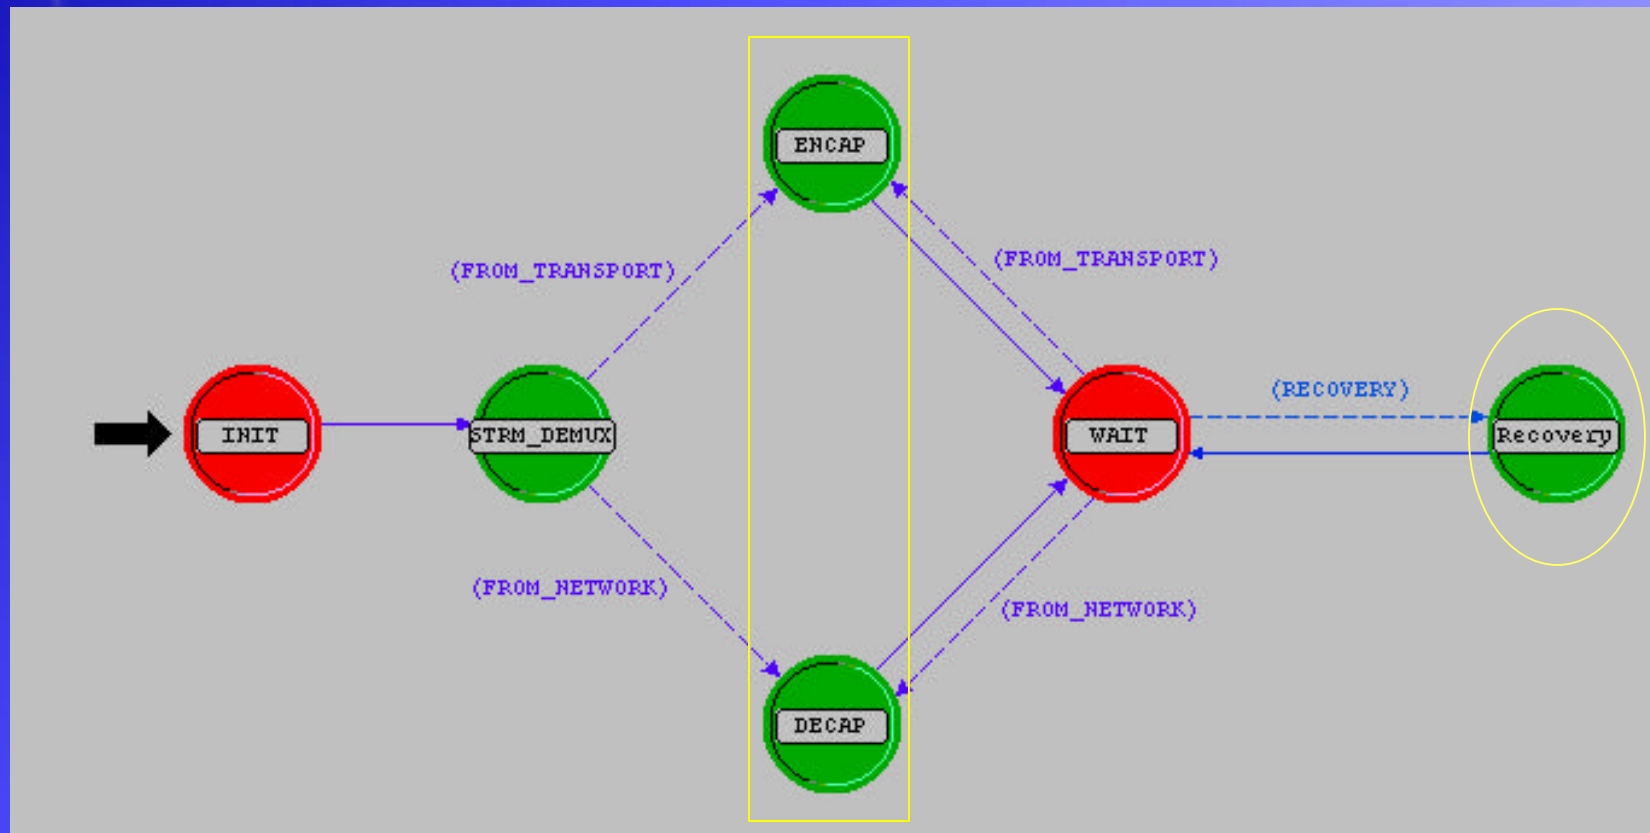 ENCAP
(FROM_TRANSPORT)
(FROM_TRANSPORT)
(RECOVERY)
INIT
STRM_DEMUX
WAIT
Recovery
(FROM_NETWORK)
(FROM_NETWORK)
DECAP